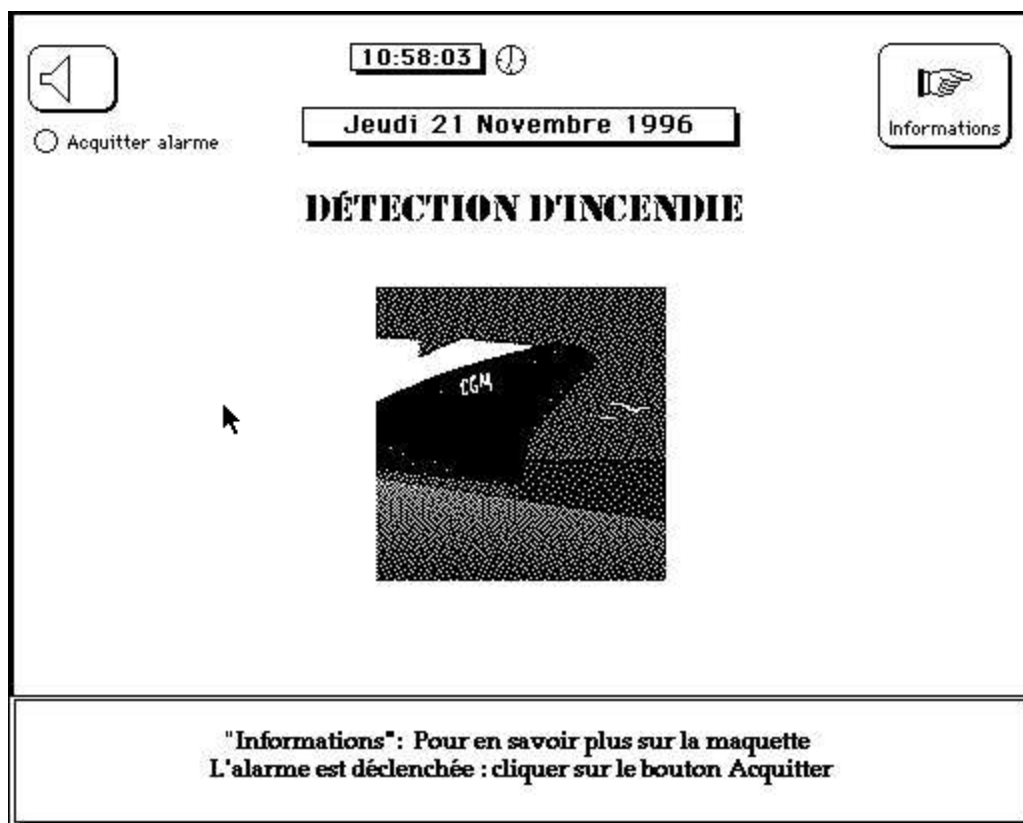 10:58:03
Jeudi 21 Novembre 1996
Acquitter alarme
Informations
DÉTECTION D'INCENDIE
CGM
"Informations": Pour en savoir plus sur la maquette
L'alarme est déclenchée : cliquer sur le bouton Acquitter